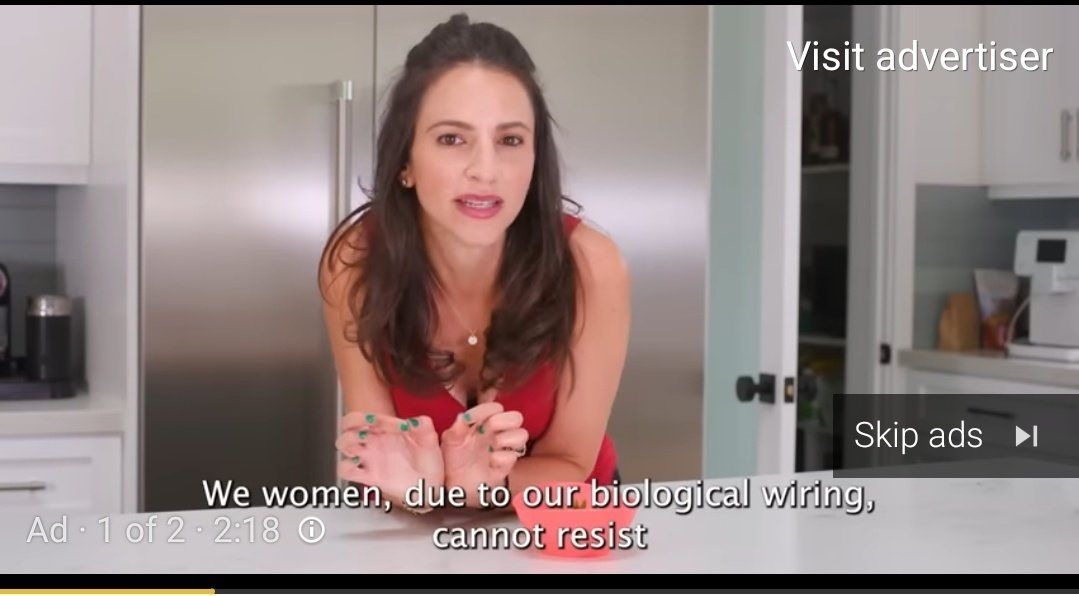 Visit advertiser
Skip ads
We women, due to our biological wiring,
cannot resist
Ad · 1 of 2 · 2:18